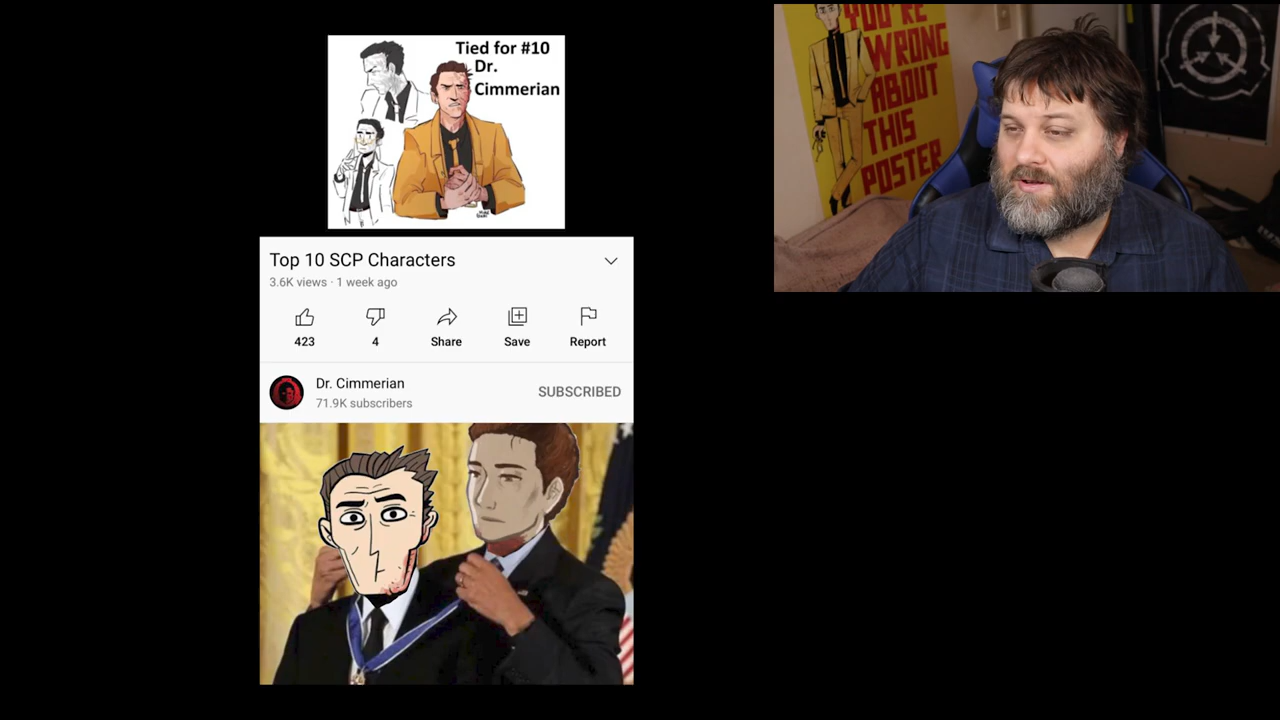 Tied for #10
Dr.
Cimmerian
Top 10 SCP Characters
3.6K views · 1 week ago
423
4
Share
Save
Report
Dr. Cimmerian
71.9K subscribers
SUBSCRIBED
YOU'RE
WRONG
ABOUT
THIS
POSTER